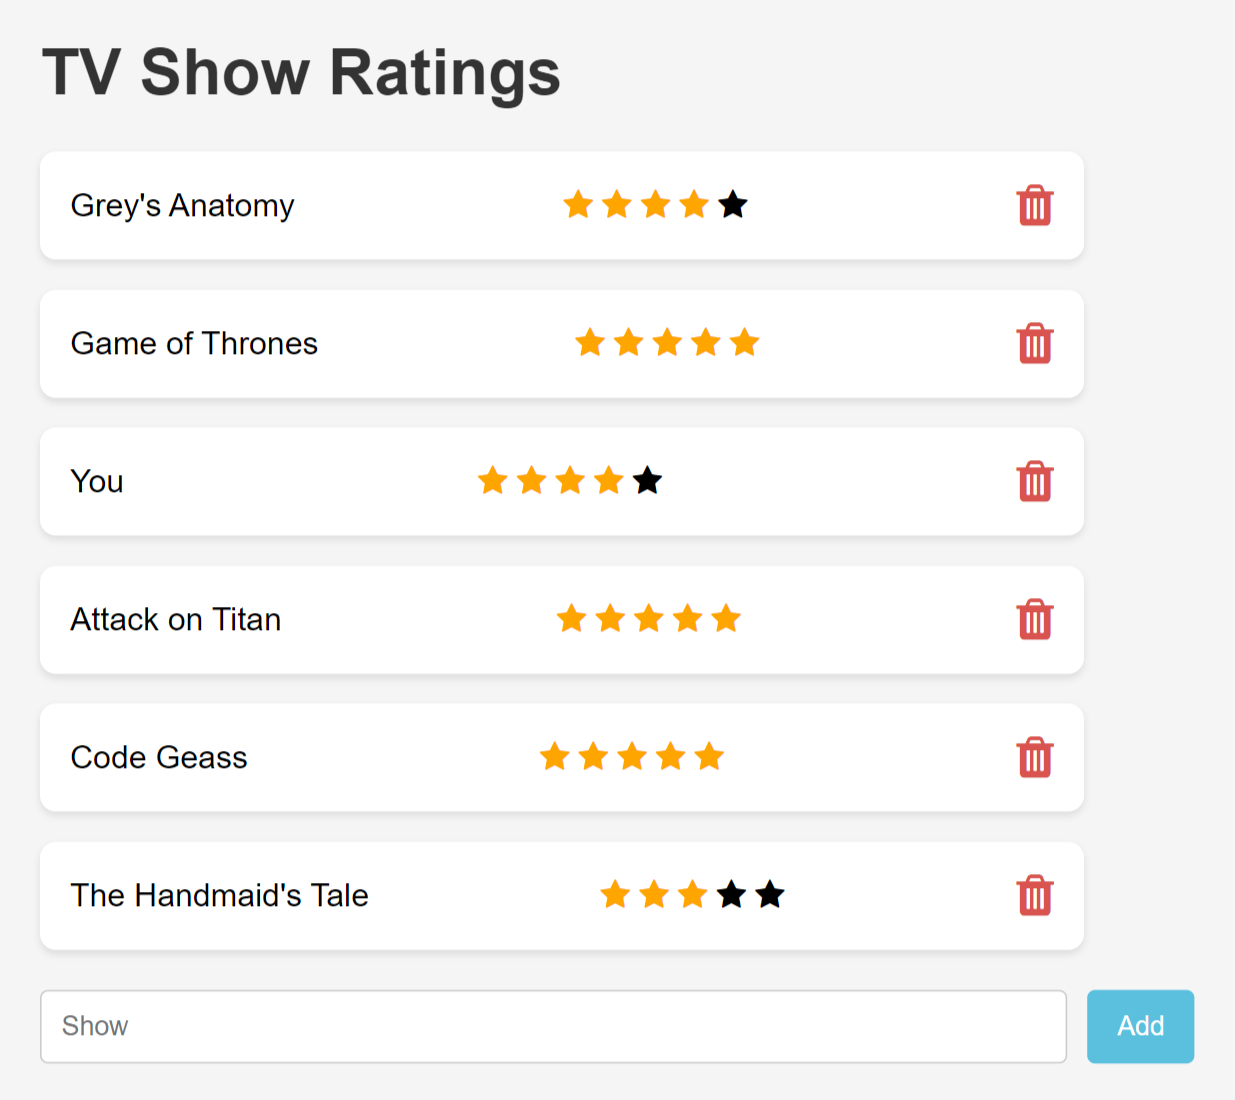 TV Show Ratings
Grey's Anatomy
Game of Thrones
You
Attack on Titan
Code Geass
The Handmaid's Tale
Show
Add